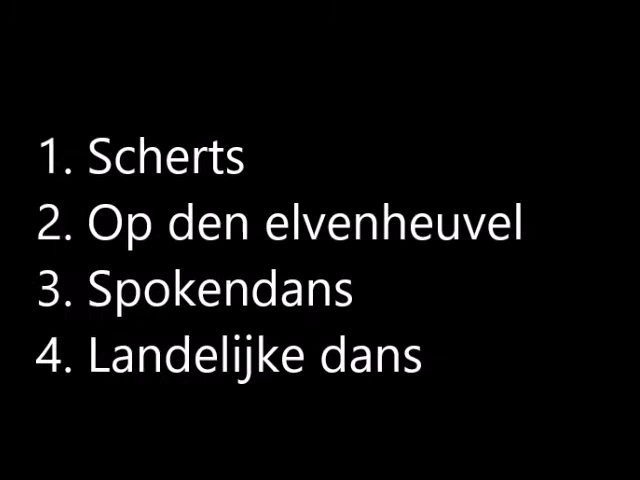 1. Scherts
2. Op den elvenheuvel
3. Spokendans
4. Landelijke dans